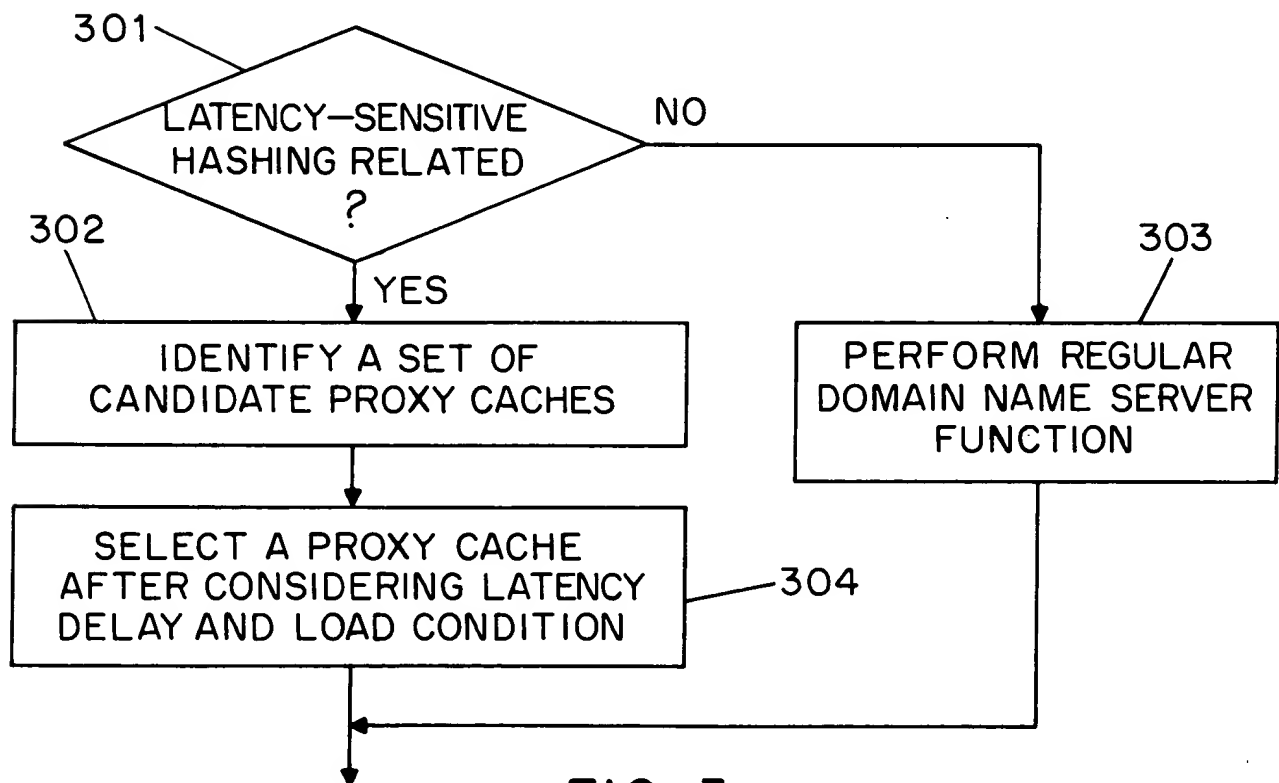 301
LATENCY-SENSITIVE
HASHING RELATED
?
NO
302
303
YES
IDENTIFY A SET OF
CANDIDATE PROXY CACHES
PERFORM REGULAR
DOMAIN NAME SERVER
FUNCTION
SELECT A PROXY CACHE
AFTER CONSIDERING LATENCY
DELAY AND LOAD CONDITION
304